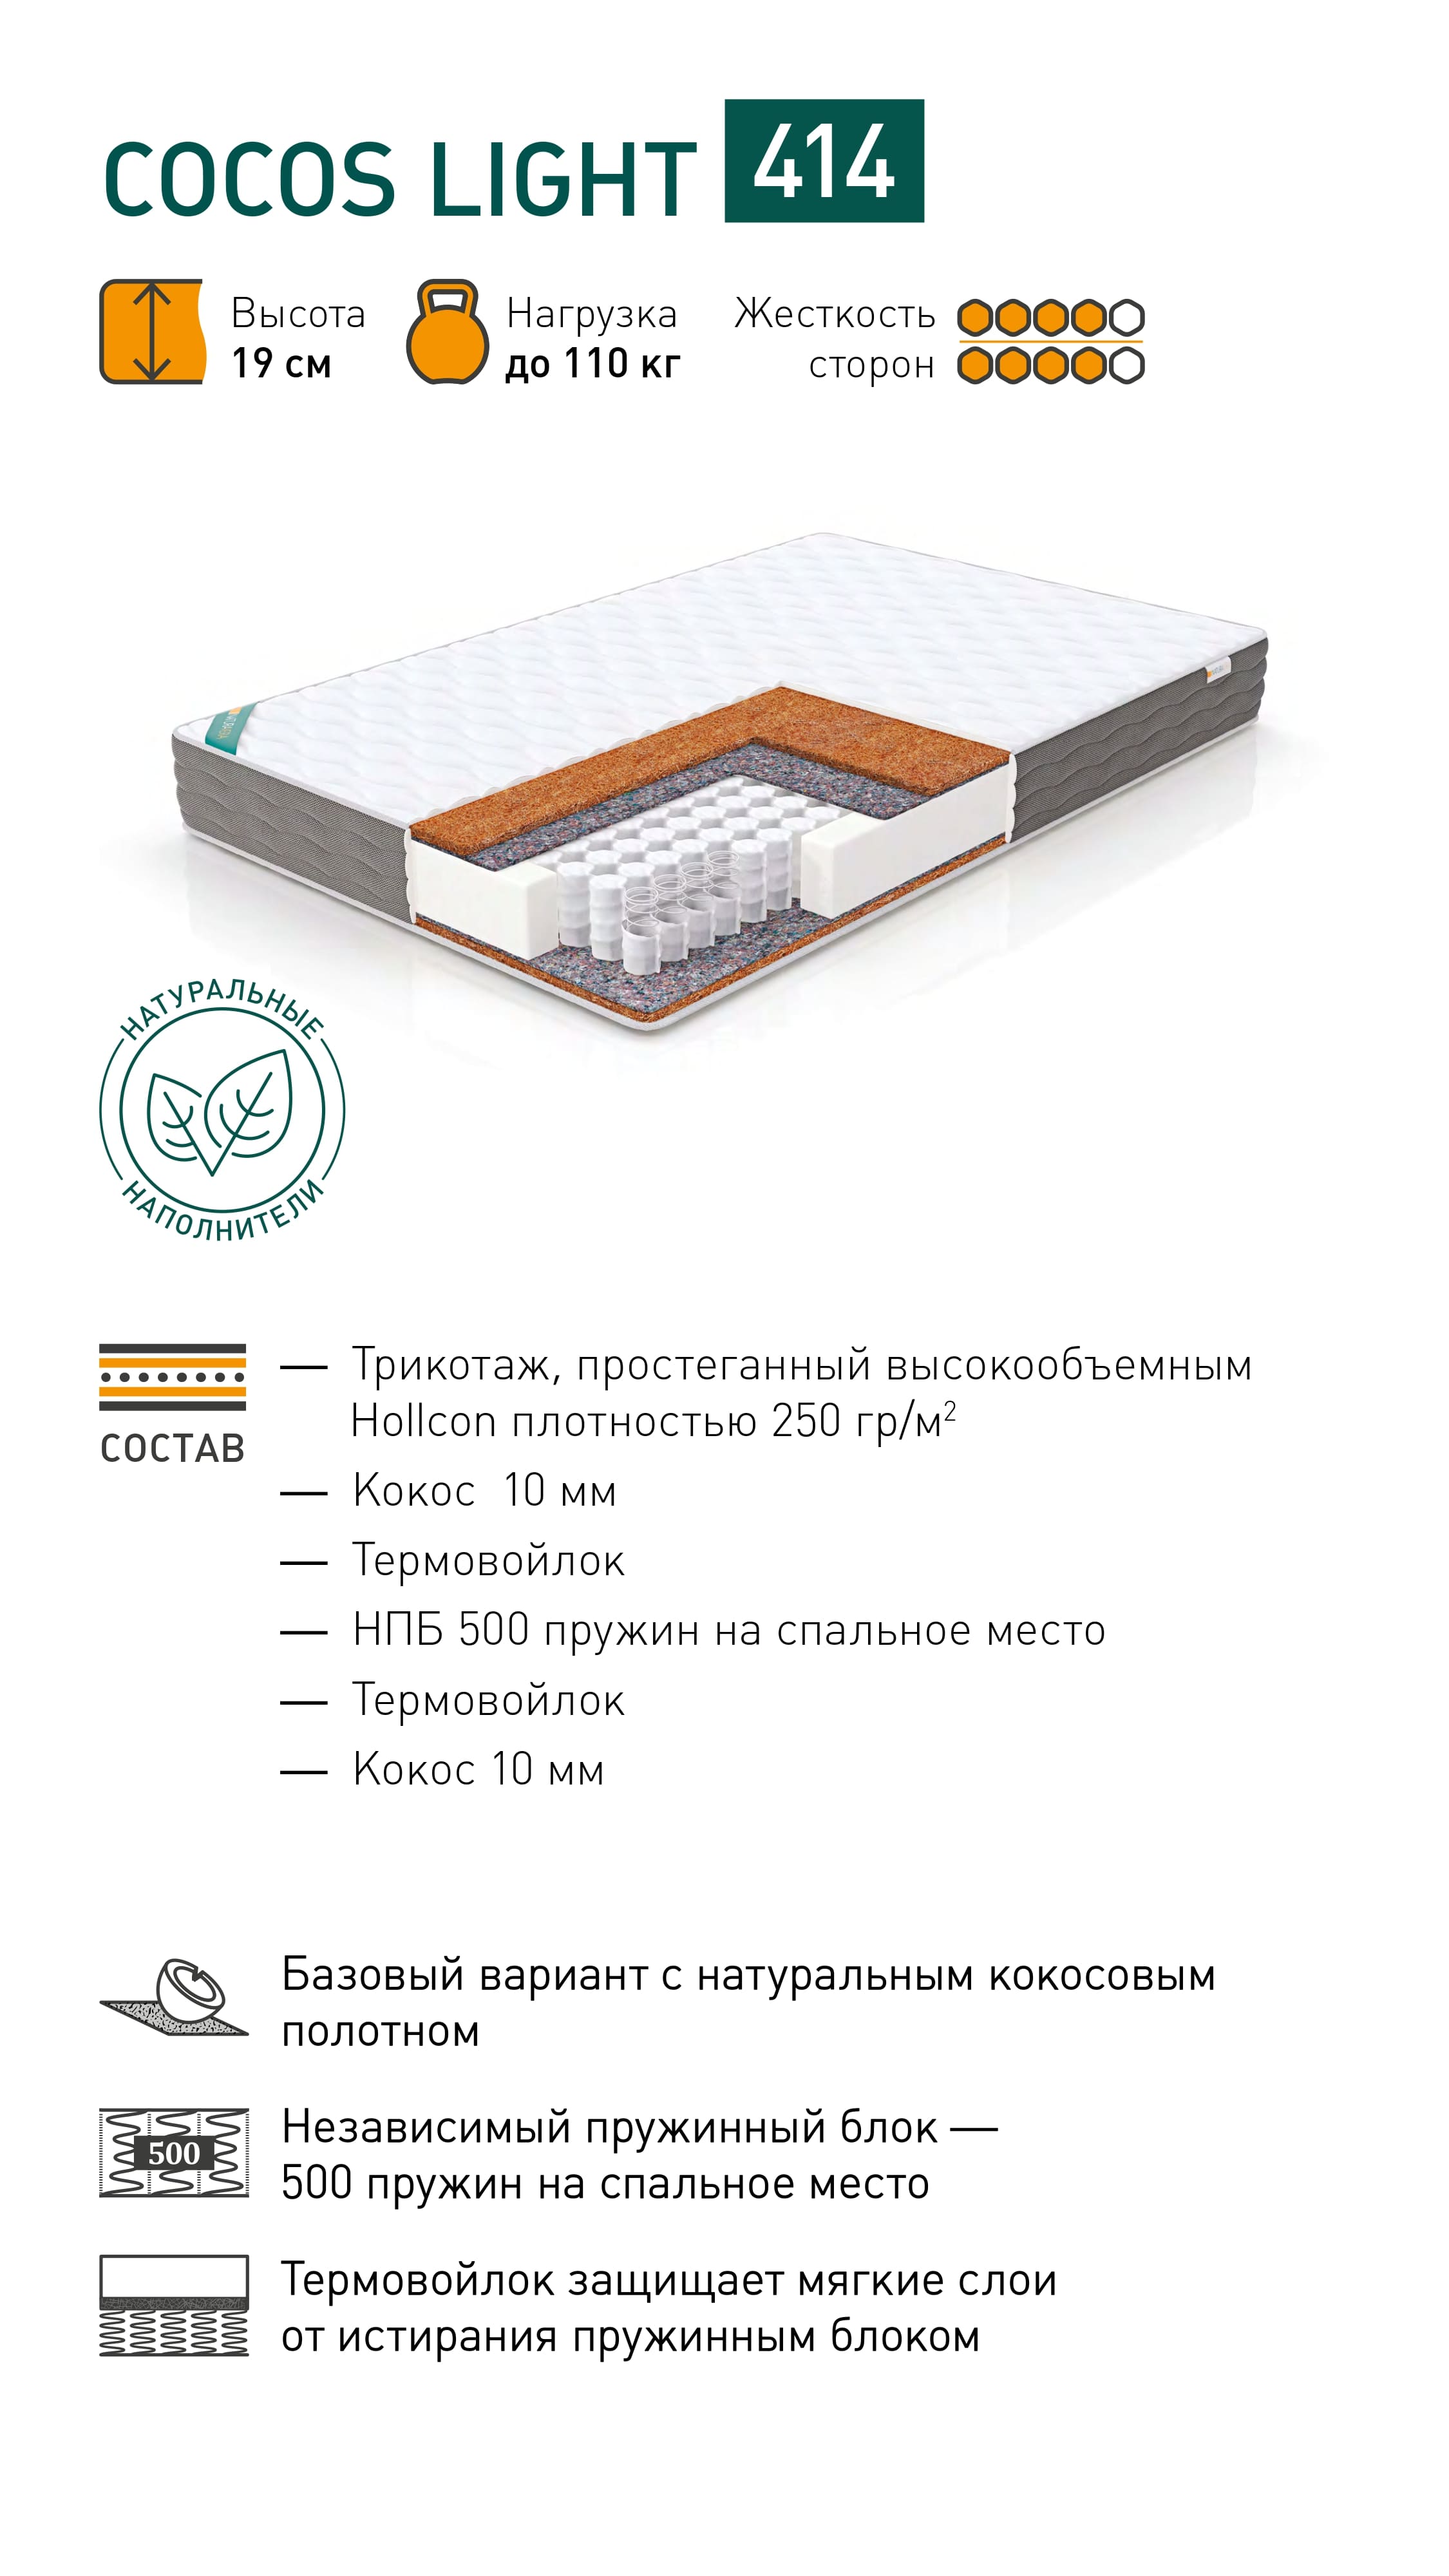 COCOS LIGHT 414
Высота
19 см
Нагрузка
до 110 кг
Жесткость
сторон
НАТУРАЛЬНЫЕ
НАПОЛНИТЕЛИ
СОСТАВ
— Трикотаж, простеганный высокообъемным
Hollcon плотностью 250 гр/м²
— Кокос 10 мм
— Термовойлок
— НПБ 500 пружин на спальное место
— Термовойлок
— Кокос 10 мм
Базовый вариант с натуральным кокосовым
полотном
500
Независимый пружинный блок —
500 пружин на спальное место
Термовойлок защищает мягкие слои
от истирания пружинным блоком